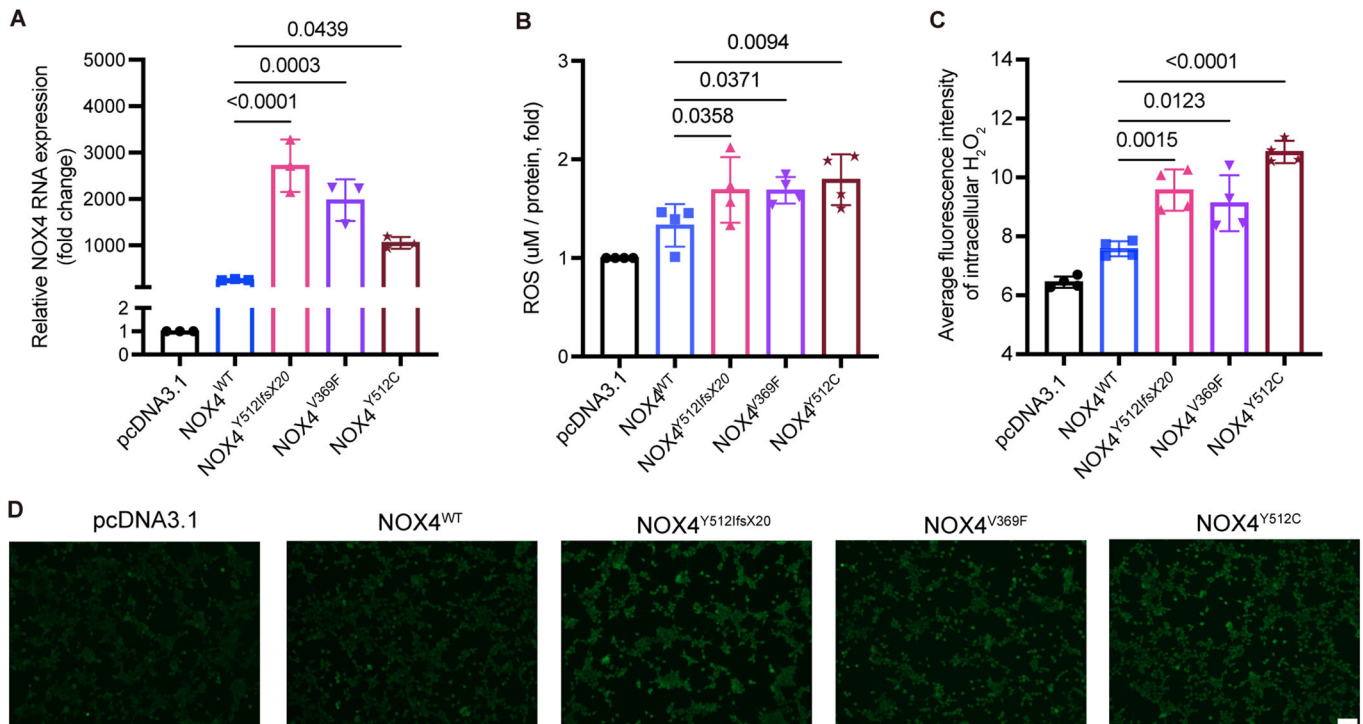 A
Relative NOX4 RNA expression
(fold change)
5000
4000
3000
2000
1000
2
1
0
0.0439
0.0003
<0.0001
pcDNA3.1
NOX4WT
NOX4Y512IfsX20
NOX4V369F
NOX4Y512C
B
ROS (uM / protein, fold)
3
2
1
0
0.0094
0.0371
0.0358
pcDNA3.1
NOX4WT
NOX4Y512IfsX20
NOX4V369F
NOX4Y512C
C
Average fluorescence intensity
of intracellular H2O2
14
12
10
8
6
4
<0.0001
0.0123
0.0015
pcDNA3.1
NOX4WT
NOX4Y512IfsX20
NOX4V369F
NOX4Y512C
D
pcDNA3.1
NOX4WT
NOX4Y512IfsX20
NOX4V369F
NOX4Y512C